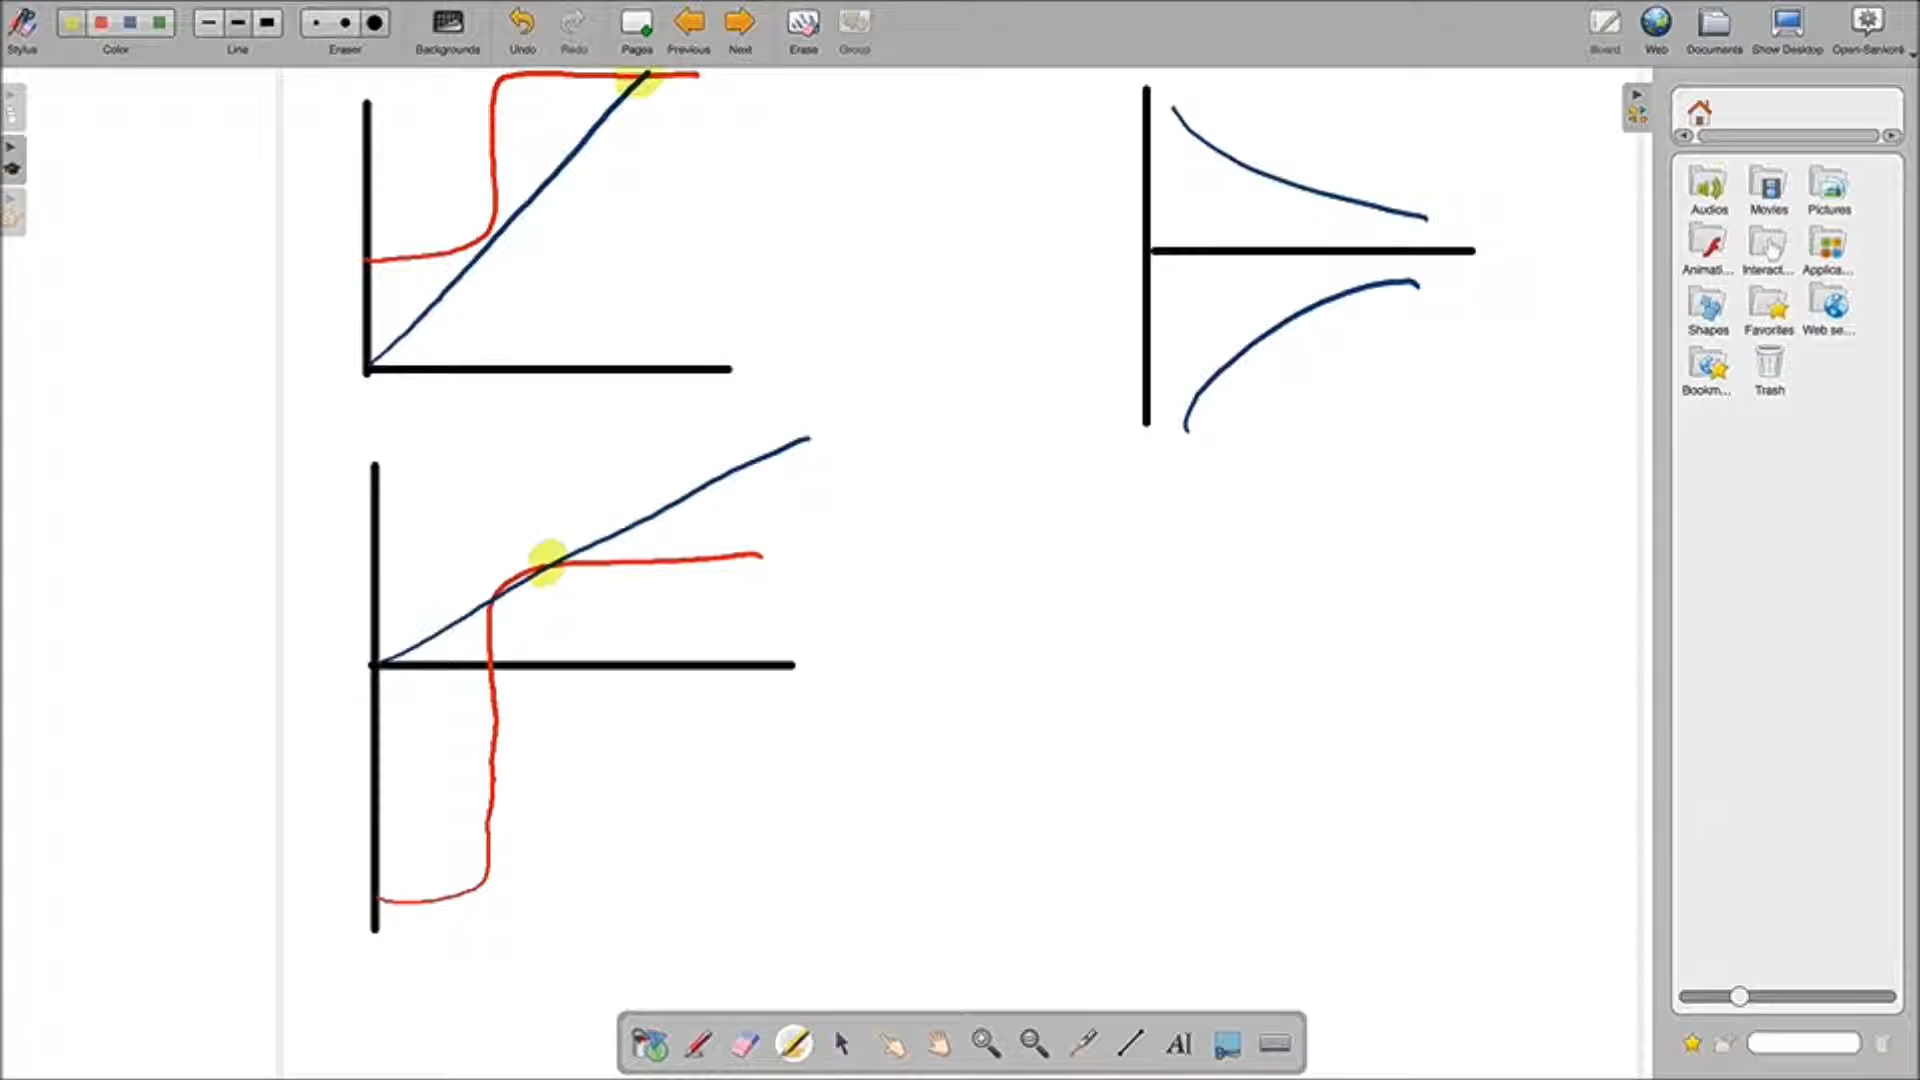 Stylus Color Line Eraser Backgrounds Undo Redo Pages Previous Next Erase Group Board Web Documents Show Desktop Open-Sankoré
Audios Movies Pictures
Animati... Interact... Applica...
Shapes Favorites Web se...
Bookm... Trash
AI